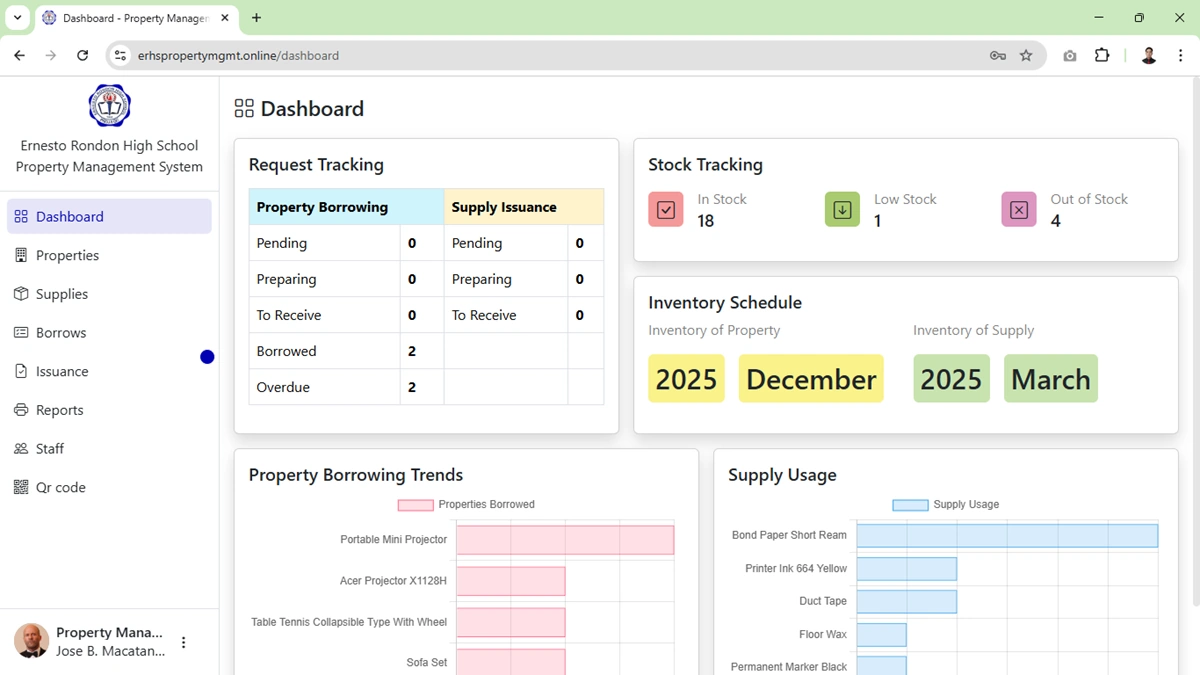 Dashboard - Property Manager
erhspropertymgmt.online/dashboard
Ernesto Rondon High School
Property Management System
Dashboard
Properties
Supplies
Borrows
Issuance
Reports
Staff
Qr code
Property Mana...
Jose B. Macatan...
Dashboard
Request Tracking
Property Borrowing Supply Issuance
Pending 0 Pending 0
Preparing 0 Preparing 0
To Receive 0 To Receive 0
Borrowed 2
Overdue 2
Stock Tracking
In Stock
18
Low Stock
1
Out of Stock
4
Inventory Schedule
Inventory of Property
2025 December
Inventory of Supply
2025 March
Property Borrowing Trends
Properties Borrowed
Portable Mini Projector
Acer Projector X1128H
Table Tennis Collapsible Type With Wheel
Sofa Set
Supply Usage
Supply Usage
Bond Paper Short Ream
Printer Ink 664 Yellow
Duct Tape
Floor Wax
Permanent Marker Black